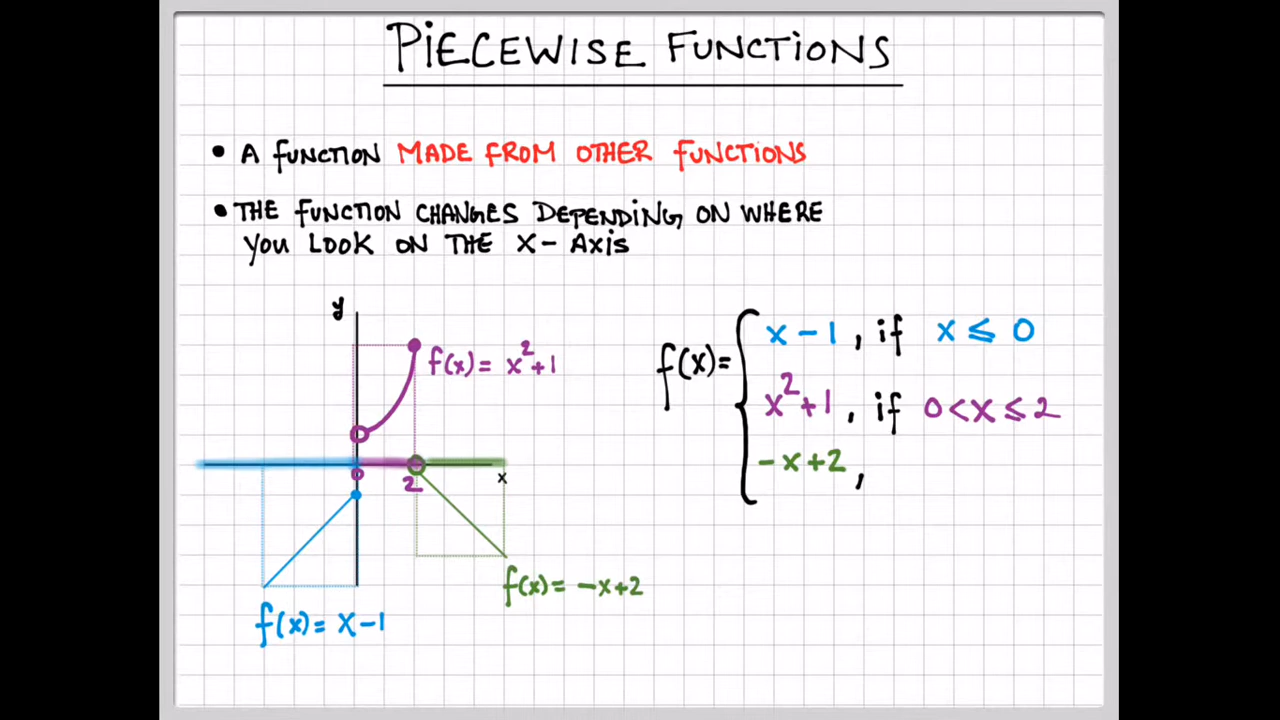 PiECEWISE FUNCTiONS
• A fUNCTION MADE fROM OTHER fUNCTIONS
• THE fUNCTION CHANGES DEPENDING ON WHERE
you LOOK ON THE X- AXiS
y
f(x) = x²+1
0
2
x
f(x) = -x+2
f(x) = x-1
f(x) = { x-1, if x ≤ 0
x²+1, if 0<x≤2
-x+2,